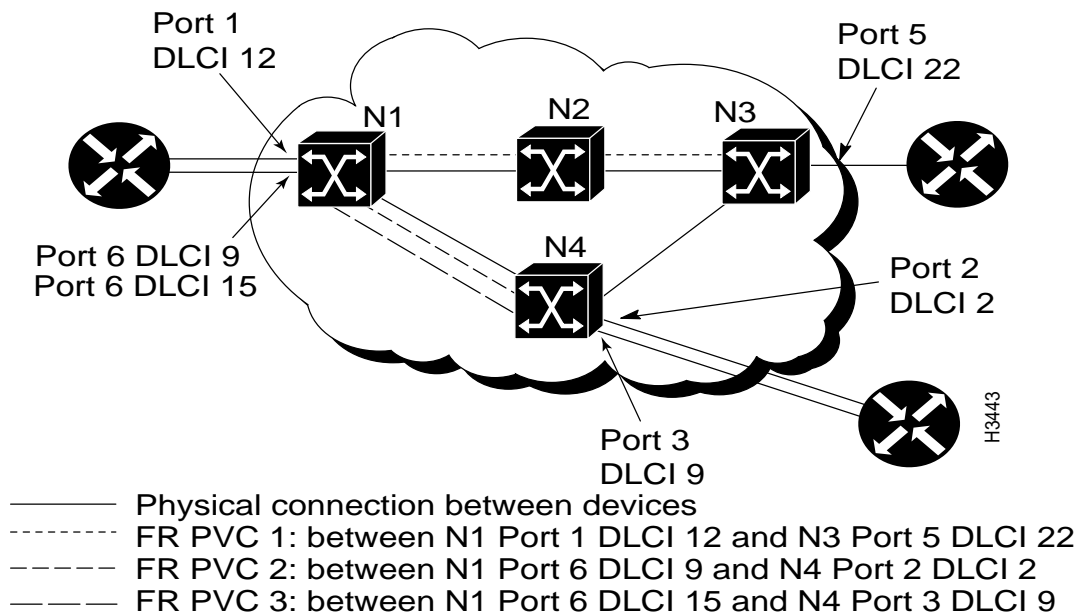 Port 1
DLCI 12
Port 5
DLCI 22
N1
N2
N3
Port 6 DLCI 9
Port 6 DLCI 15
N4
Port 2
DLCI 2
Port 3
DLCI 9
H3443
Physical connection between devices
FR PVC 1: between N1 Port 1 DLCI 12 and N3 Port 5 DLCI 22
FR PVC 2: between N1 Port 6 DLCI 9 and N4 Port 2 DLCI 2
FR PVC 3: between N1 Port 6 DLCI 15 and N4 Port 3 DLCI 9